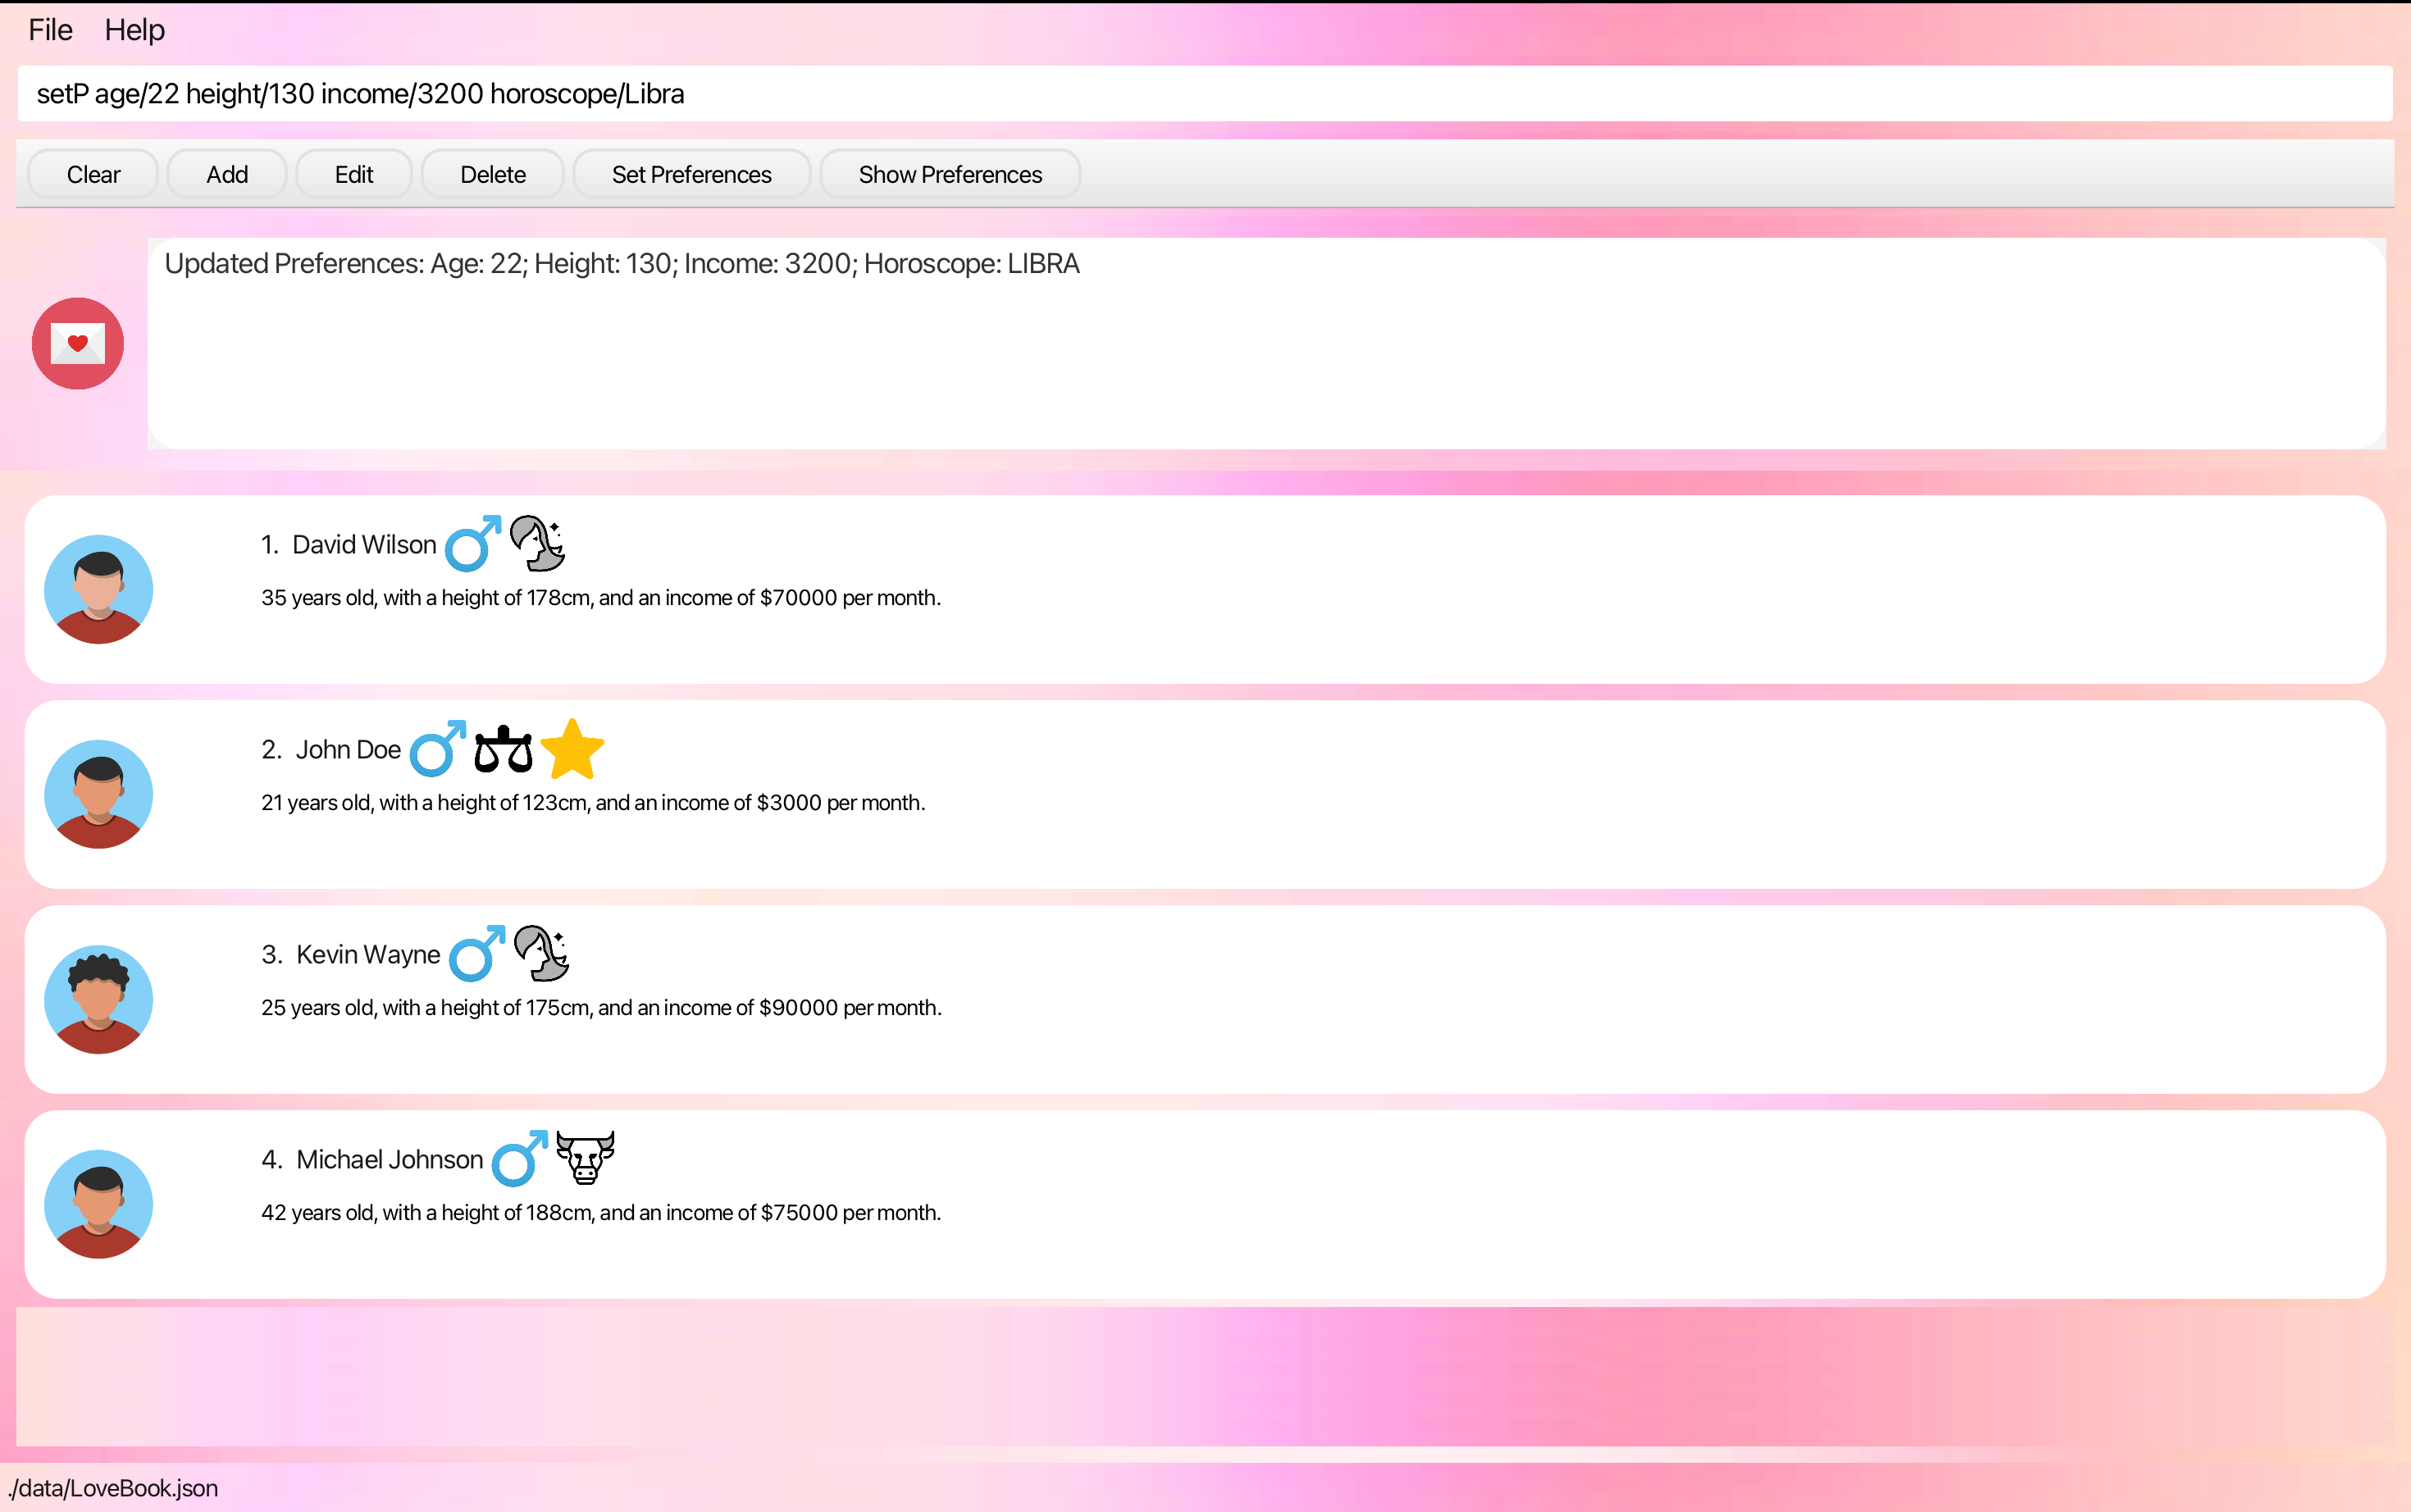 File Help
setP age/22 height/130 income/3200 horoscope/Libra
Clear Add Edit Delete Set Preferences Show Preferences
Updated Preferences: Age: 22; Height: 130; Income: 3200; Horoscope: LIBRA
1. David Wilson
35 years old, with a height of 178cm, and an income of $70000 per month.
2. John Doe
21 years old, with a height of 123cm, and an income of $3000 per month.
3. Kevin Wayne
25 years old, with a height of 175cm, and an income of $90000 per month.
4. Michael Johnson
42 years old, with a height of 188cm, and an income of $75000 per month.
./data/LoveBook.json